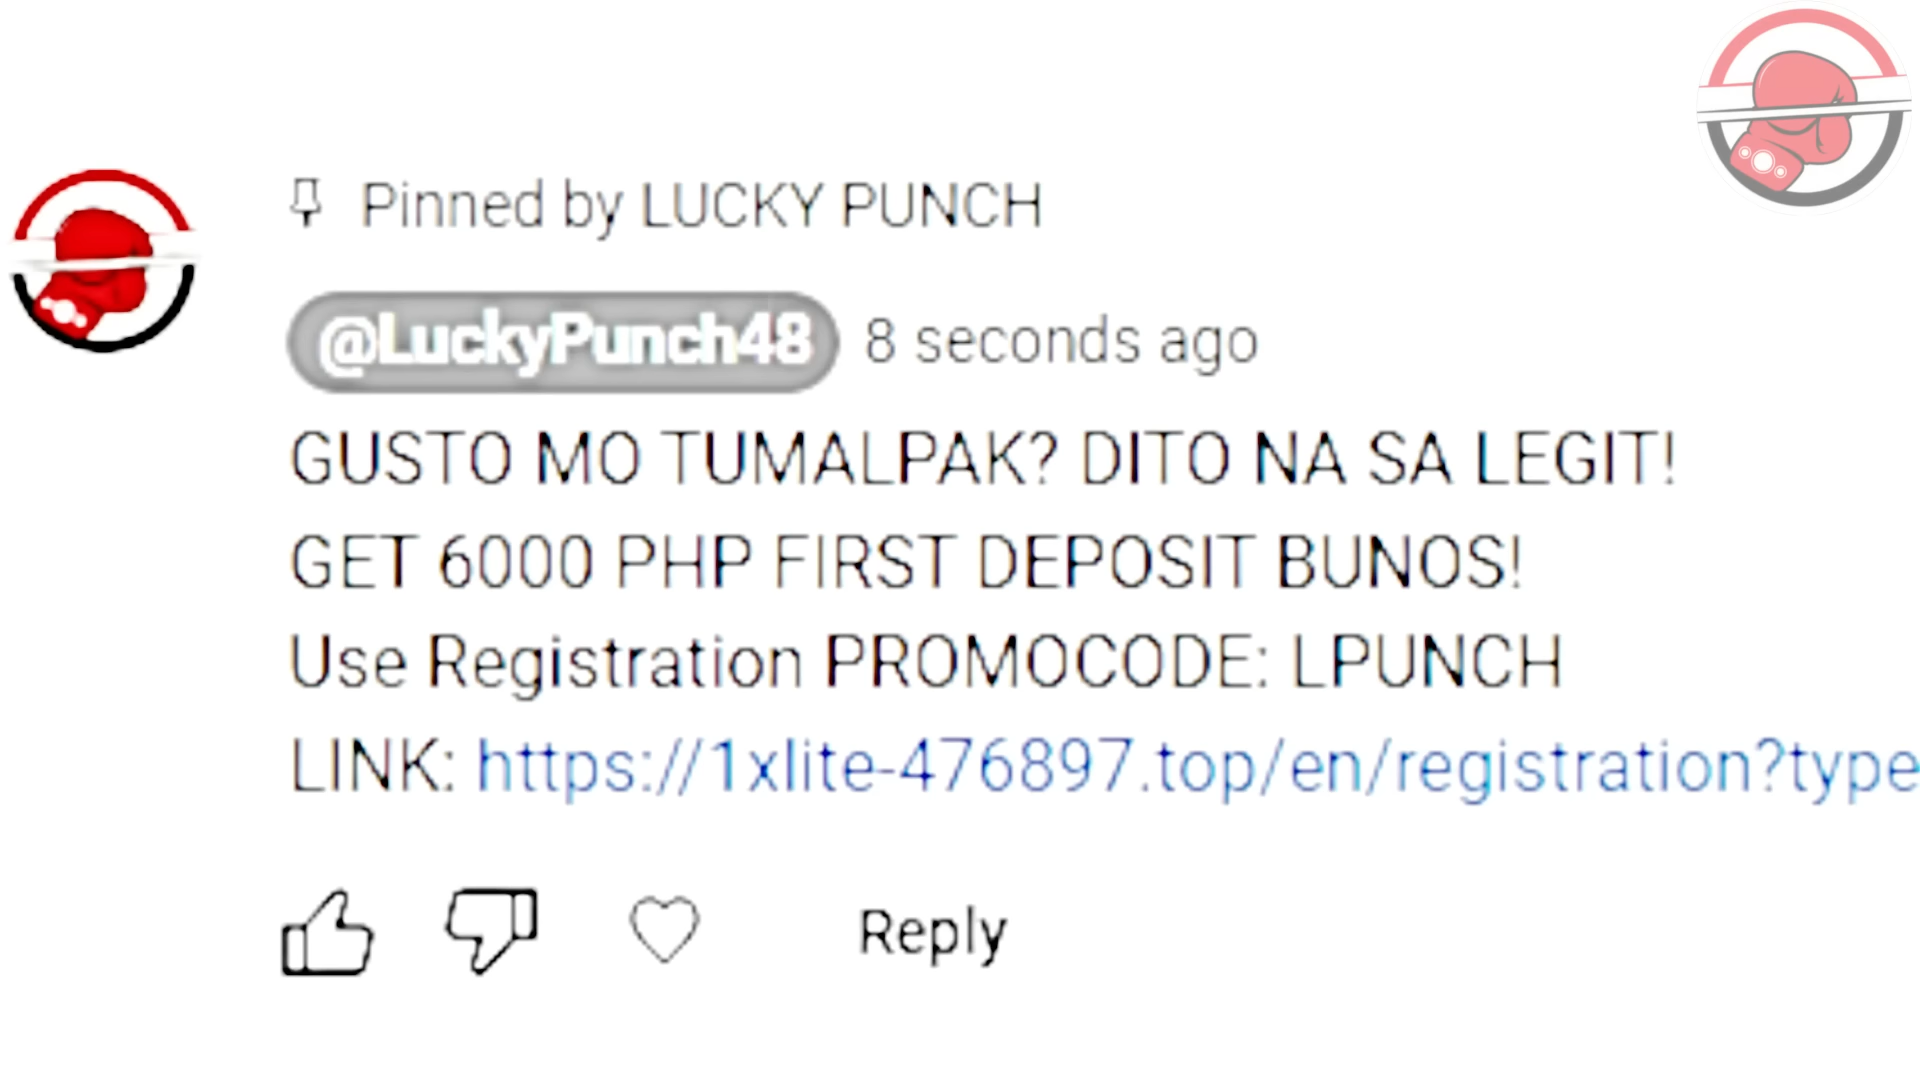 Pinned by LUCKY PUNCH
@LuckyPunch48 8 seconds ago
GUSTO MO TUMALPAK? DITO NA SA LEGIT!
GET 6000 PHP FIRST DEPOSIT BUNOS!
Use Registration PROMOCODE: LPUNCH
LINK: https://1xlite-476897.top/en/registration?type
Reply